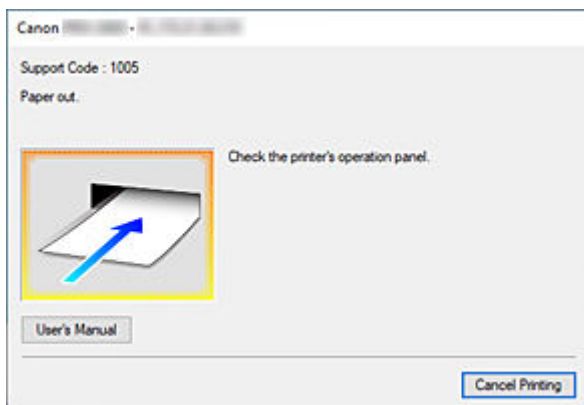 Canon -
Support Code : 1005
Paper out.
Check the printer's operation panel.
User's Manual
Cancel Printing